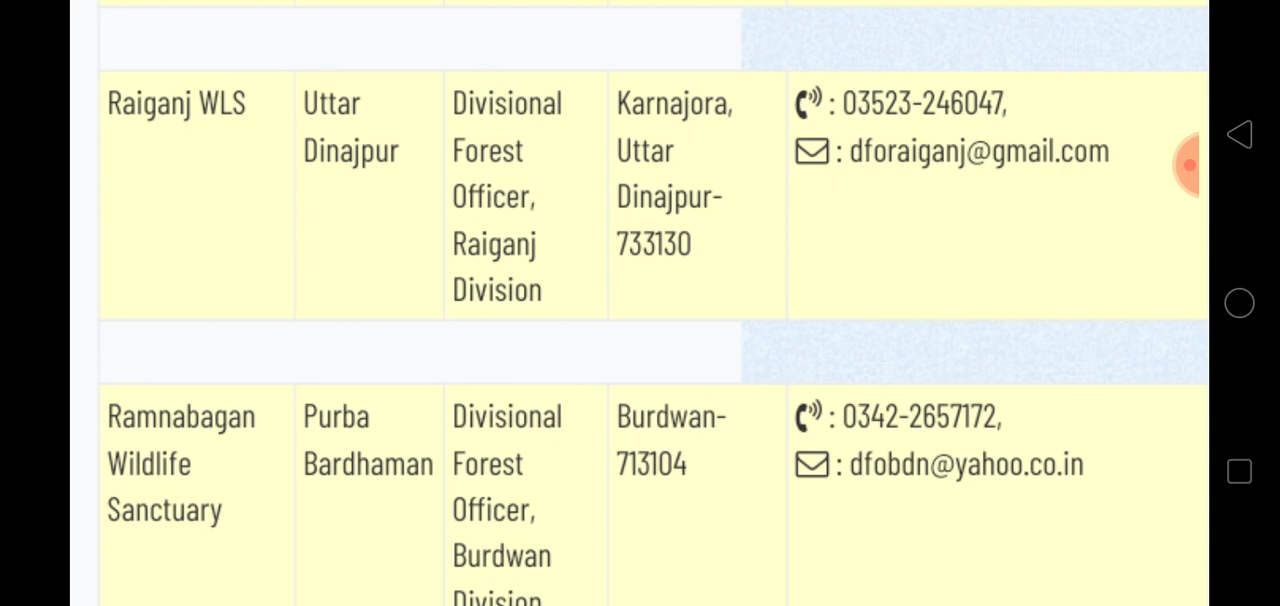 Raiganj WLS
Uttar
Dinajpur
Divisional
Forest
Officer,
Raiganj
Division
Karnajora,
Uttar
Dinajpur-
733130
: 03523-246047,
: dforaiganj@gmail.com
Ramnabagan
Wildlife
Sanctuary
Purba
Bardhaman
Divisional
Forest
Officer,
Burdwan
Division
Burdwan-
713104
: 0342-2657172,
: dfobdn@yahoo.co.in